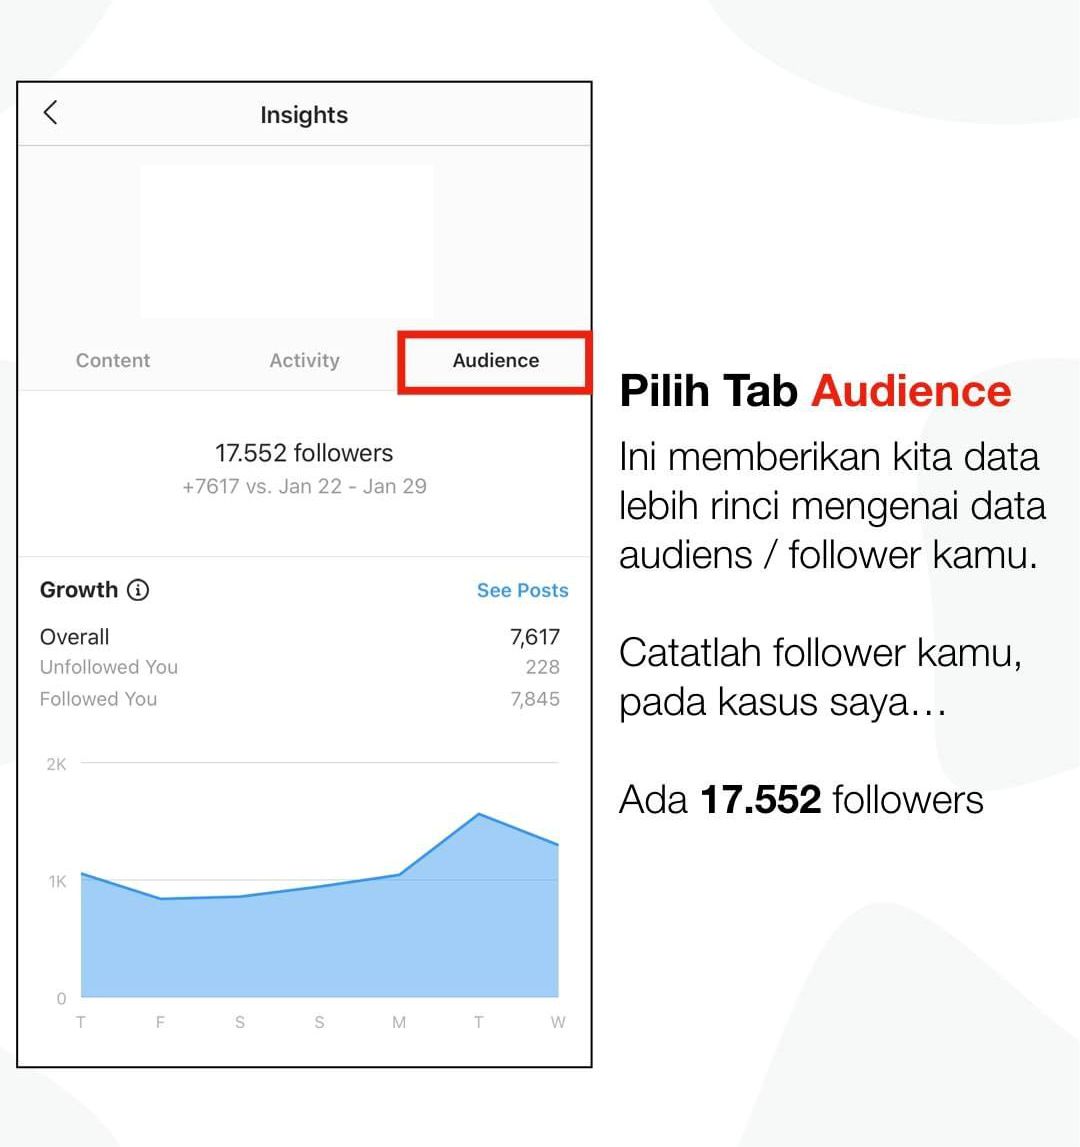 Insights
Content Activity Audience
17.552 followers
+7617 vs. Jan 22 - Jan 29
Growth
See Posts
Overall 7,617
Unfollowed You 228
Followed You 7,845
2K
1K
0
T F S S M T W
Pilih Tab Audience
Ini memberikan kita data
lebih rinci mengenai data
audiens / follower kamu.
Catatlah follower kamu,
pada kasus saya...
Ada 17.552 followers